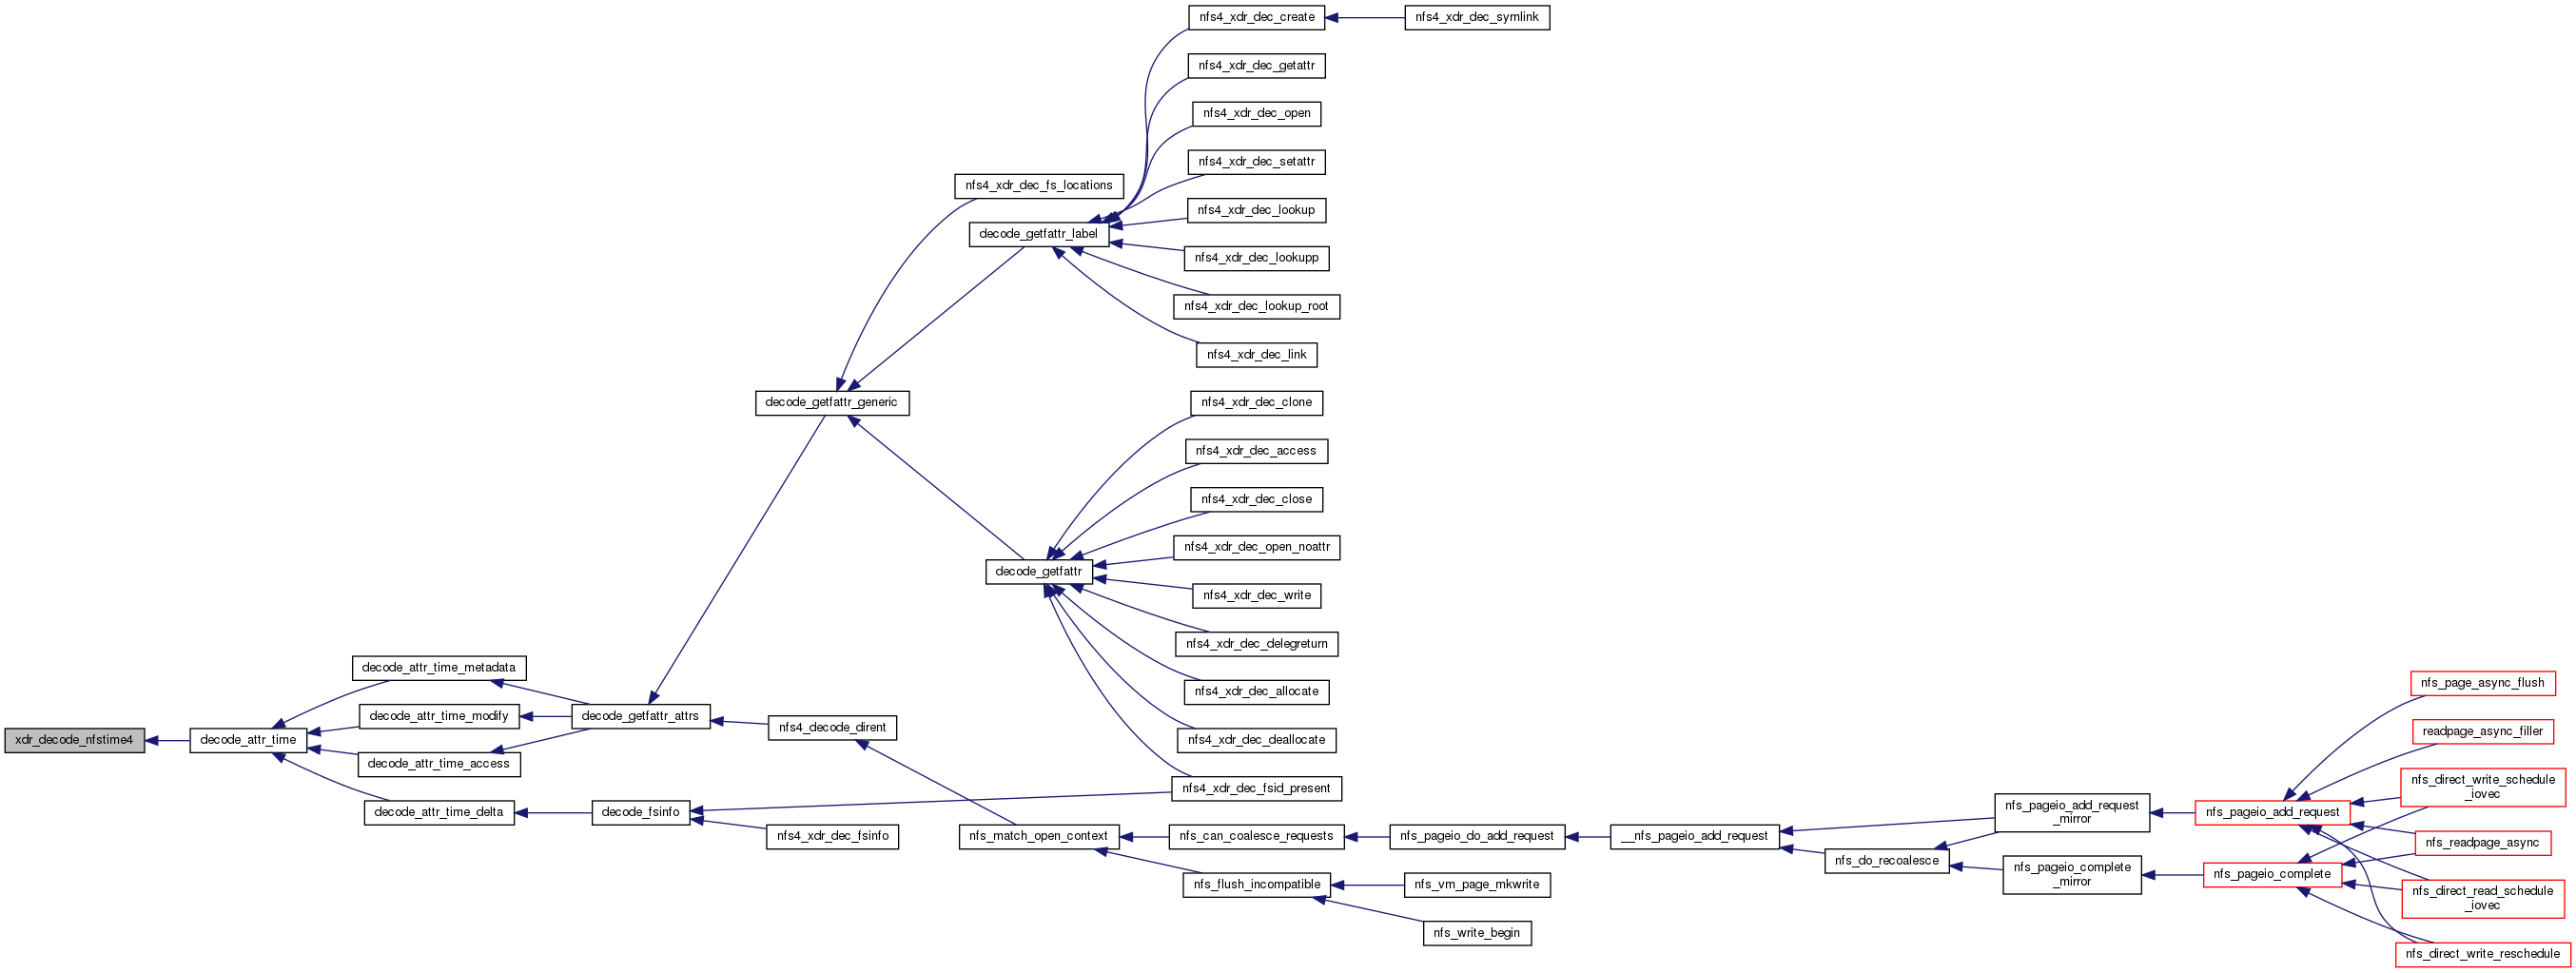 nfs4_xdr_dec_create
nfs4_xdr_dec_symlink
nfs4_xdr_dec_getattr
nfs4_xdr_dec_open
nfs4_xdr_dec_setattr
nfs4_xdr_dec_fs_locations
nfs4_xdr_dec_lookup
decode_getfattr_label
nfs4_xdr_dec_lookupp
nfs4_xdr_dec_lookup_root
nfs4_xdr_dec_link
decode_getfattr_generic
nfs4_xdr_dec_clone
nfs4_xdr_dec_access
nfs4_xdr_dec_close
nfs4_xdr_dec_open_noattr
decode_getfattr
nfs4_xdr_dec_write
nfs4_xdr_dec_delegreturn
decode_attr_time_metadata
nfs_page_async_flush
nfs4_xdr_dec_allocate
decode_attr_time_modify
decode_getfattr_attrs
nfs4_decode_dirent
readpage_async_filler
xdr_decode_nfstime4
decode_attr_time
nfs4_xdr_dec_deallocate
decode_attr_time_access
nfs_direct_write_schedule
_iovec
nfs4_xdr_dec_fsid_present
decode_attr_time_delta
decode_fsinfo
nfs_pageio_add_request
_mirror
nfs_pageio_add_request
nfs4_xdr_dec_fsinfo
nfs_match_open_context
nfs_can_coalesce_requests
nfs_pageio_do_add_request
__nfs_pageio_add_request
nfs_readpage_async
nfs_do_recoalesce
nfs_pageio_complete
_mirror
nfs_pageio_complete
nfs_flush_incompatible
nfs_vm_page_mkwrite
nfs_direct_read_schedule
_iovec
nfs_write_begin
nfs_direct_write_reschedule